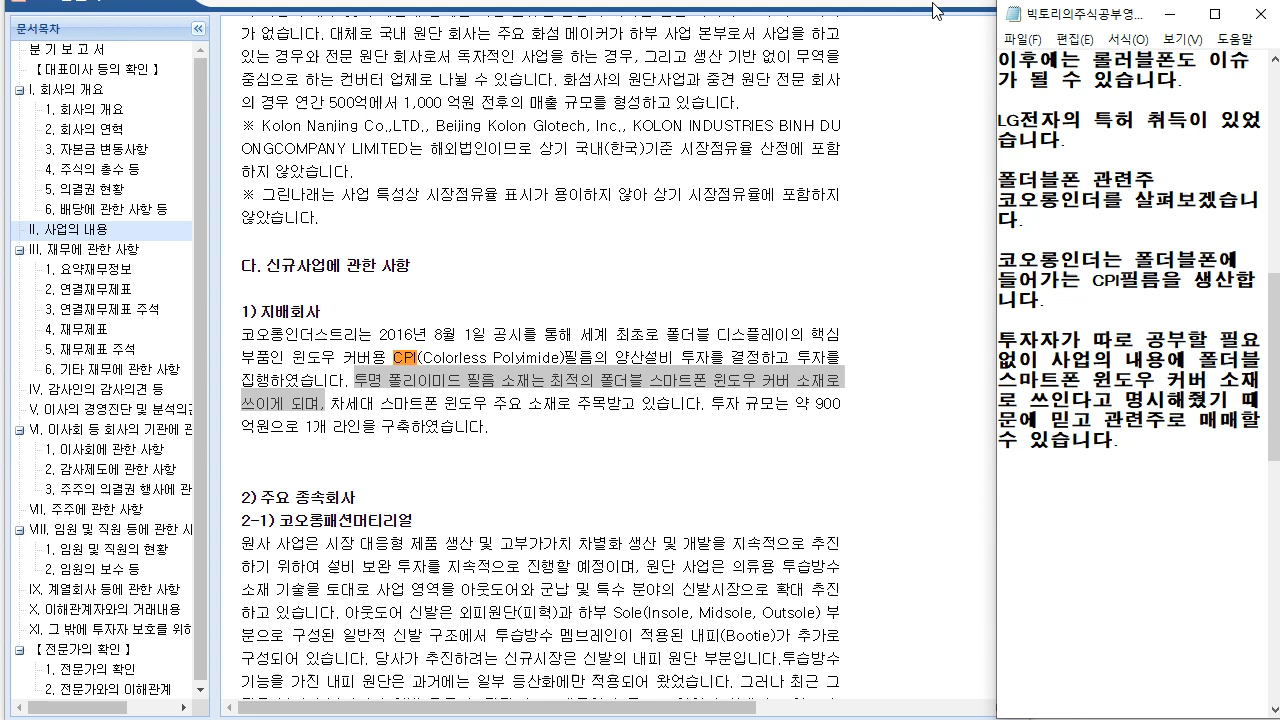 문서목차
분 기 보 고 서
【 대표이사 등의 확인 】
I. 회사의 개요
1. 회사의 개요
2. 회사의 연혁
3. 자본금 변동사항
4. 주식의 총수 등
5. 의결권 현황
6. 배당에 관한 사항 등
II. 사업의 내용
III. 재무에 관한 사항
1. 요약재무정보
2. 연결재무제표
3. 연결재무제표 주석
4. 재무제표
5. 재무제표 주석
6. 기타 재무에 관한 사항
IV. 감사인의 감사의견 등
V. 이사의 경영진단 및 분석의견
VI. 이사회 등 회사의 기관에 관
1. 이사회에 관한 사항
2. 감사제도에 관한 사항
3. 주주의 의결권 행사에 관
VII. 주주에 관한 사항
VIII. 임원 및 직원 등에 관한 사
1. 임원 및 직원의 현황
2. 임원의 보수 등
IX. 계열회사 등에 관한 사항
X. 이해관계자와의 거래내용
XI. 그 밖에 투자자 보호를 위하
【 전문가의 확인 】
1. 전문가의 확인
2. 전문가와의 이해관계
가 없습니다. 대체로 국내 원단 회사는 주요 화섬 메이커가 하부 사업 본부로서 사업을 하고
있는 경우와 전문 원단 회사로서 독자적인 사업을 하는 경우, 그리고 생산 기반 없이 무역을
중심으로 하는 컨버터 업체로 나뉠 수 있습니다. 화섬사의 원단사업과 중견 원단 전문 회사
의 경우 연간 500억에서 1,000 억원 전후의 매출 규모를 형성하고 있습니다.
※ Kolon Nanjing Co.,LTD., Beijing Kolon Glotech, Inc., KOLON INDUSTRIES BINH DU
ONGCOMPANY LIMITED는 해외법인이므로 상기 국내(한국)기준 시장점유율 산정에 포함
하지 않았습니다.
※ 그린나래는 사업 특성상 시장점유율 표시가 용이하지 않아 상기 시장점유율에 포함하지
않았습니다.
다. 신규사업에 관한 사항
1) 지배회사
코오롱인더스트리는 2016년 8월 1일 공시를 통해 세계 최초로 폴더블 디스플레이의 핵심
부품인 윈도우 커버용 CPI(Colorless Polyimide)필름의 양산설비 투자를 결정하고 투자를
집행하였습니다. 투명 폴리이미드 필름 소재는 최적의 폴더블 스마트폰 윈도우 커버 소재로
쓰이게 되며, 차세대 스마트폰 윈도우 주요 소재로 주목받고 있습니다. 투자 규모는 약 900
억원으로 1개 라인을 구축하였습니다.
2) 주요 종속회사
2-1) 코오롱패션머티리얼
원사 사업은 시장 대응형 제품 생산 및 고부가가치 차별화 생산 및 개발을 지속적으로 추진
하기 위하여 설비 보완 투자를 지속적으로 진행할 예정이며, 원단 사업은 의류용 투습방수
소재 기술을 토대로 사업 영역을 아웃도어와 군납 및 특수 분야의 신발시장으로 확대 추진
하고 있습니다. 아웃도어 신발은 외피원단(피혁)과 하부 Sole(Insole, Midsole, Outsole) 부
분으로 구성된 일반적 신발 구조에서 투습방수 멤브레인이 적용된 내피(Bootie)가 추가로
구성되어 있습니다. 당사가 추진하려는 신규시장은 신발의 내피 원단 부분입니다.투습방수
기능을 가진 내피 원단은 과거에는 일부 등산화에만 적용되어 왔었습니다. 그러나 최근 그
빅토리의주식공부영...
파일(F) 편집(E) 서식(O) 보기(V) 도움말
이후에는 롤러블폰도 이슈
가 될 수 있습니다.
LG전자의 특허 취득이 있었
습니다.
폴더블폰 관련주
코오롱인더를 살펴보겠습니
다.
코오롱인더는 폴더블폰에
들어가는 CPI필름을 생산합
니다.
투자자가 따로 공부할 필요
없이 사업의 내용에 폴더블
스마트폰 윈도우 커버 소재
로 쓰인다고 명시해줬기 때
문에 믿고 관련주로 매매할
수 있습니다.